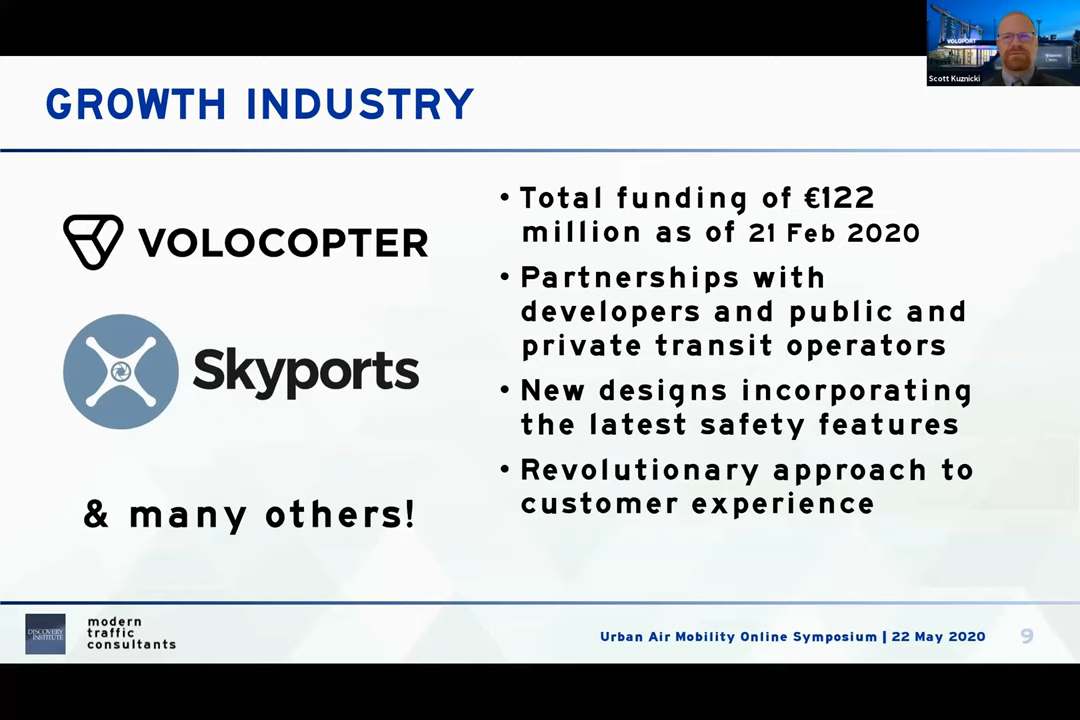 VOLOPORT
Scott Kuznicki
GROWTH INDUSTRY
VOLOCOPTER
Skyports
& many others!
• Total funding of €122
million as of 21 Feb 2020
• Partnerships with
developers and public and
private transit operators
• New designs incorporating
the latest safety features
• Revolutionary approach to
customer experience
DISCOVERY
INSTITUTE
modern
traffic
consultants
Urban Air Mobility Online Symposium | 22 May 2020
9